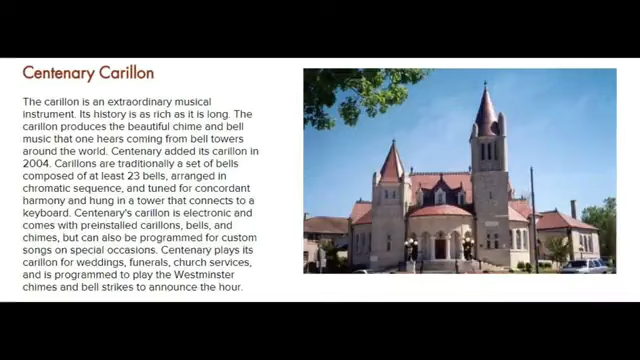 Centenary Carillon
The carillon is an extraordinary musical
instrument. Its history is as rich as it is long. The
carillon produces the beautiful chime and bell
music that one hears coming from bell towers
around the world. Centenary added its carillon in
2004. Carillons are traditionally a set of bells
composed of at least 23 bells, arranged in
chromatic sequence, and tuned for concordant
harmony and hung in a tower that connects to a
keyboard. Centenary's carillon is electronic and
comes with preinstalled carillons, bells, and
chimes, but can also be programmed for custom
songs on special occasions. Centenary plays its
carillon for weddings, funerals, church services,
and is programmed to play the Westminster
chimes and bell strikes to announce the hour.